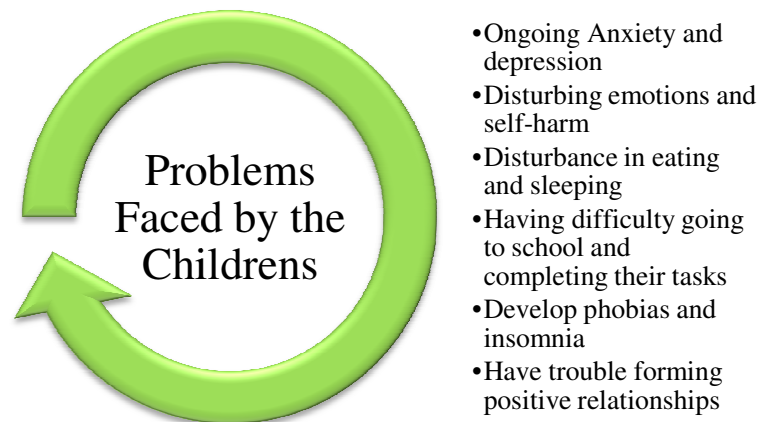 Problems
Faced by the
Childrens
•Ongoing Anxiety and
depression
•Disturbing emotions and
self-harm
•Disturbance in eating
and sleeping
•Having difficulty going
to school and
completing their tasks
•Develop phobias and
insomnia
•Have trouble forming
positive relationships